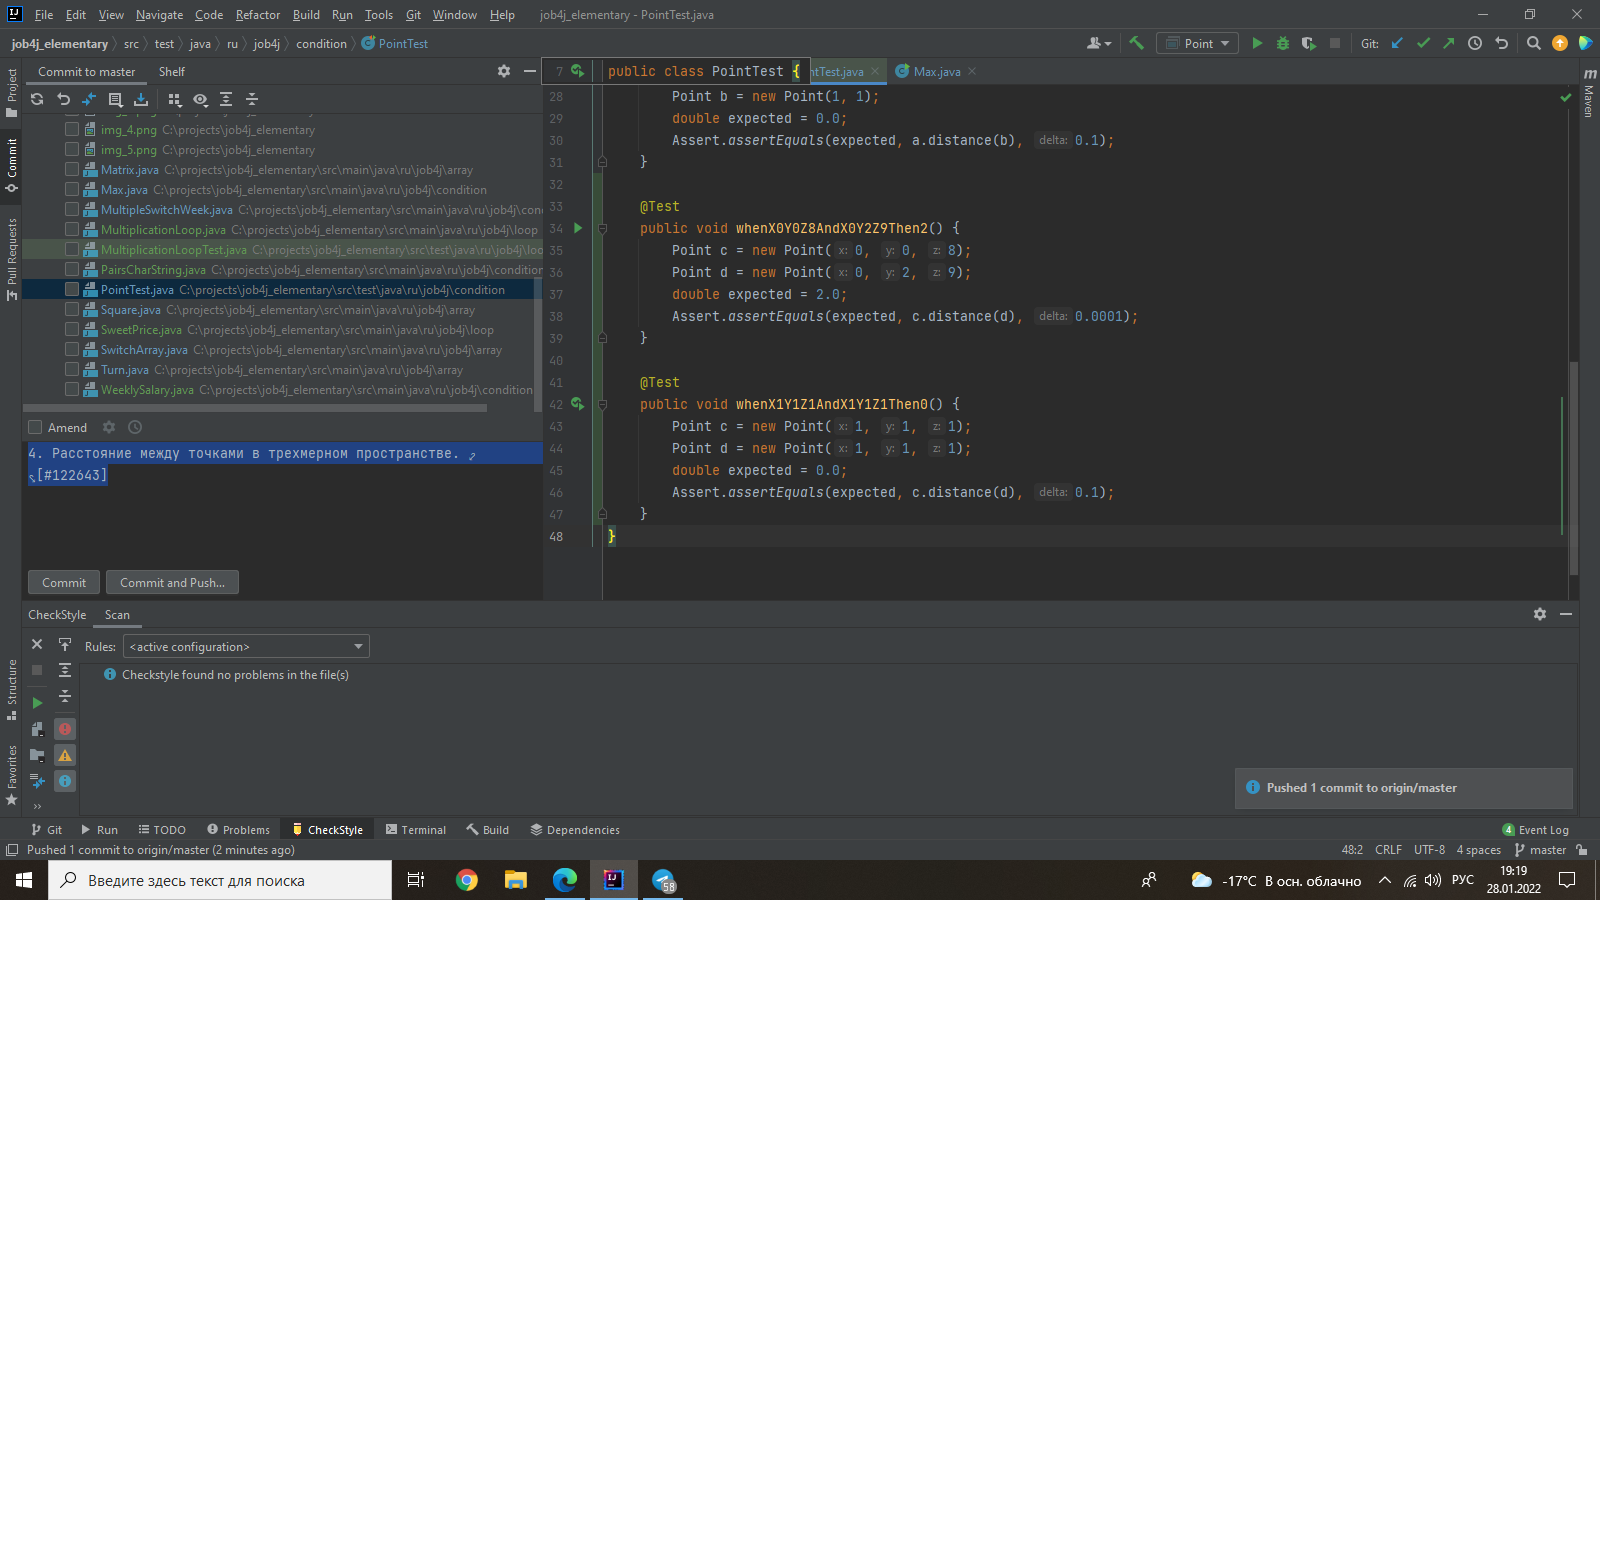 File Edit View Navigate Code Refactor Build Run Tools Git Window Help job4j_elementary - PointTest.java
job4j_elementary src test java ru job4j condition PointTest
Point
Git:
Project
Commit
Pull Requests
Structure
Favorites
m Maven
Commit to master Shelf
img_4.png C:\projects\job4j_elementary
img_5.png C:\projects\job4j_elementary
Matrix.java C:\projects\job4j_elementary\src\main\java\ru\job4j\array
Max.java C:\projects\job4j_elementary\src\main\java\ru\job4j\condition
MultipleSwitchWeek.java C:\projects\job4j_elementary\src\main\java\ru\job4j\con
MultiplicationLoop.java C:\projects\job4j_elementary\src\main\java\ru\job4j\loop
MultiplicationLoopTest.java C:\projects\job4j_elementary\src\test\java\ru\job4j\loo
PairsCharString.java C:\projects\job4j_elementary\src\main\java\ru\job4j\condition
PointTest.java C:\projects\job4j_elementary\src\test\java\ru\job4j\condition
Square.java C:\projects\job4j_elementary\src\main\java\ru\job4j\array
SweetPrice.java C:\projects\job4j_elementary\src\main\java\ru\job4j\loop
SwitchArray.java C:\projects\job4j_elementary\src\main\java\ru\job4j\array
Turn.java C:\projects\job4j_elementary\src\main\java\ru\job4j\array
WeeklySalary.java C:\projects\job4j_elementary\src\main\java\ru\job4j\condition
Amend
4. Расстояние между точками в трехмерном пространстве.
[#122643]
Commit Commit and Push...
7 public class PointTest { ntTest.java Max.java
28 Point b = new Point(1, 1);
29 double expected = 0.0;
30 Assert.assertEquals(expected, a.distance(b), delta: 0.1);
31 }
32
33 @Test
34 public void whenX0Y0Z8AndX0Y2Z9Then2() {
35 Point c = new Point( x: 0, y: 0, z: 8);
36 Point d = new Point( x: 0, y: 2, z: 9);
37 double expected = 2.0;
38 Assert.assertEquals(expected, c.distance(d), delta: 0.0001);
39 }
40
41 @Test
42 public void whenX1Y1Z1AndX1Y1Z1Then0() {
43 Point c = new Point( x: 1, y: 1, z: 1);
44 Point d = new Point( x: 1, y: 1, z: 1);
45 double expected = 0.0;
46 Assert.assertEquals(expected, c.distance(d), delta: 0.1);
47 }
48 }
CheckStyle Scan
Rules: <active configuration>
Checkstyle found no problems in the file(s)
Pushed 1 commit to origin/master
Git Run TODO Problems CheckStyle Terminal Build Dependencies 4 Event Log
Pushed 1 commit to origin/master (2 minutes ago) 48:2 CRLF UTF-8 4 spaces master
Введите здесь текст для поиска 58 -17°C В осн. облачно РУС 19:19
28.01.2022